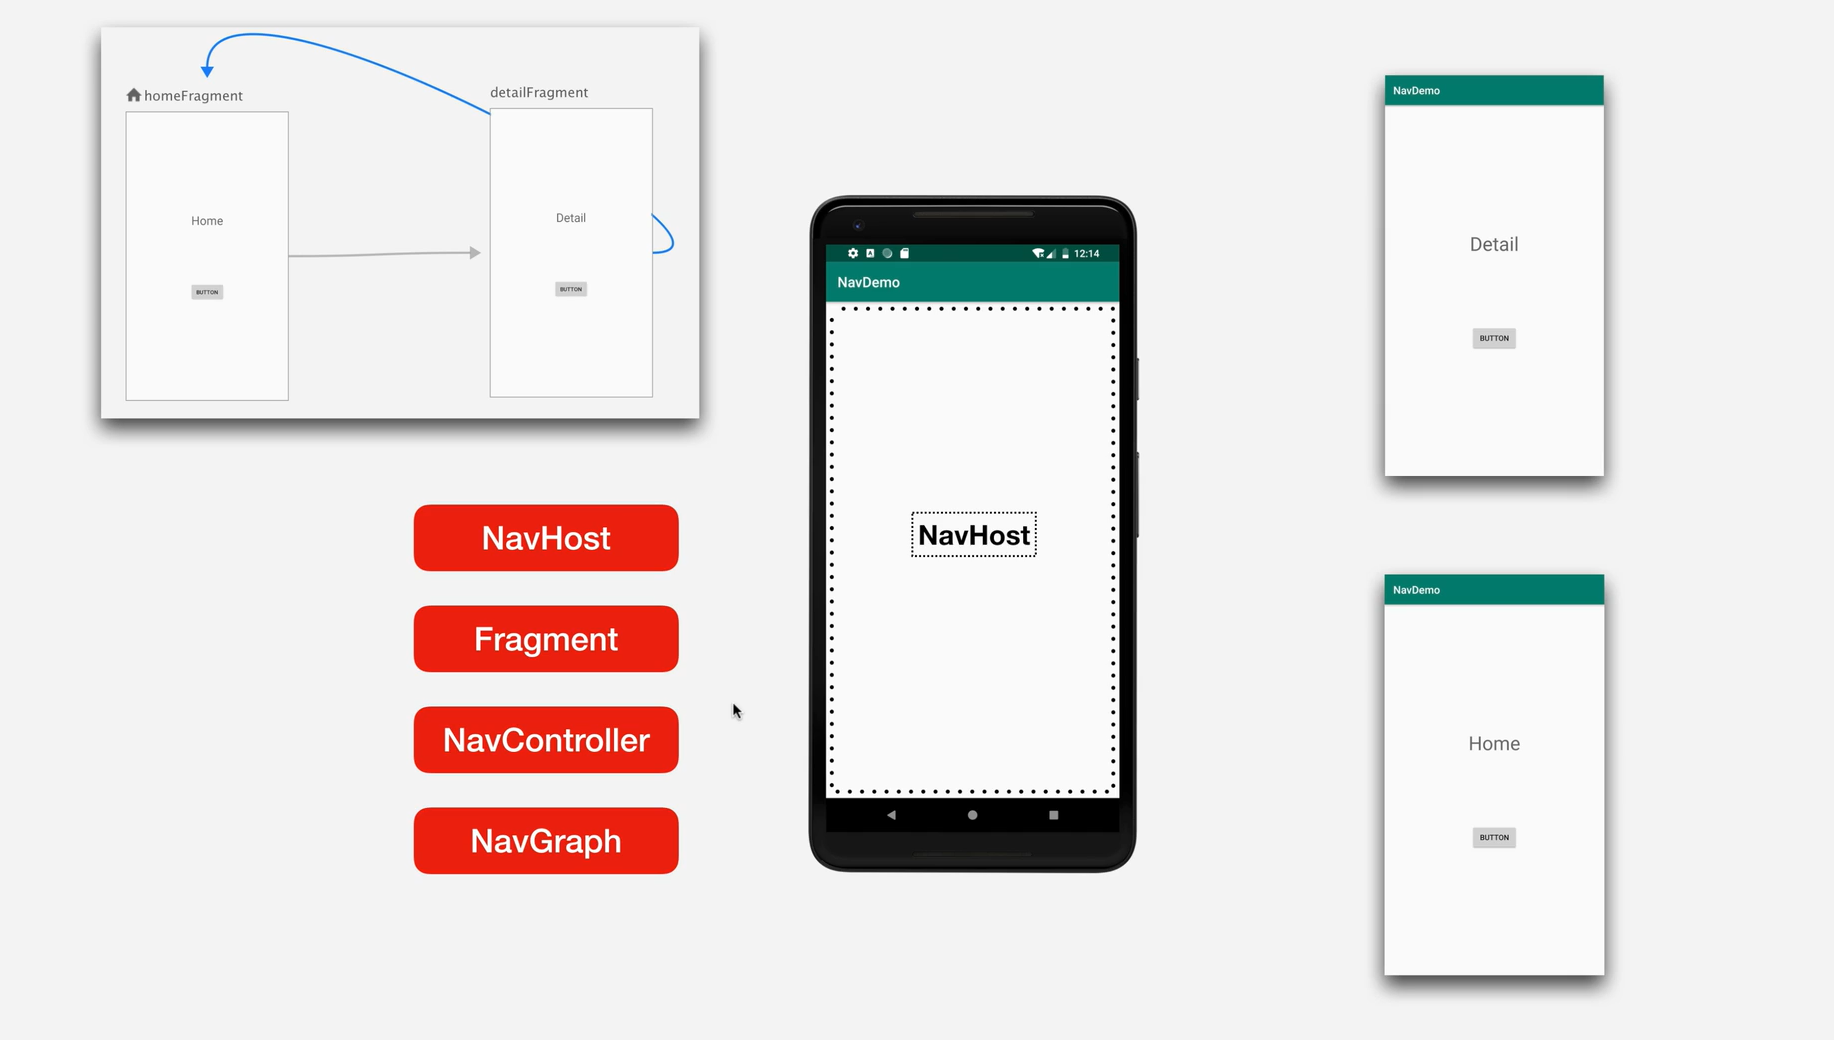 homeFragment
Home
BUTTON
detailFragment
Detail
BUTTON
NavHost
Fragment
NavController
NavGraph
12:14
NavDemo
NavHost
NavDemo
Detail
BUTTON
NavDemo
Home
BUTTON